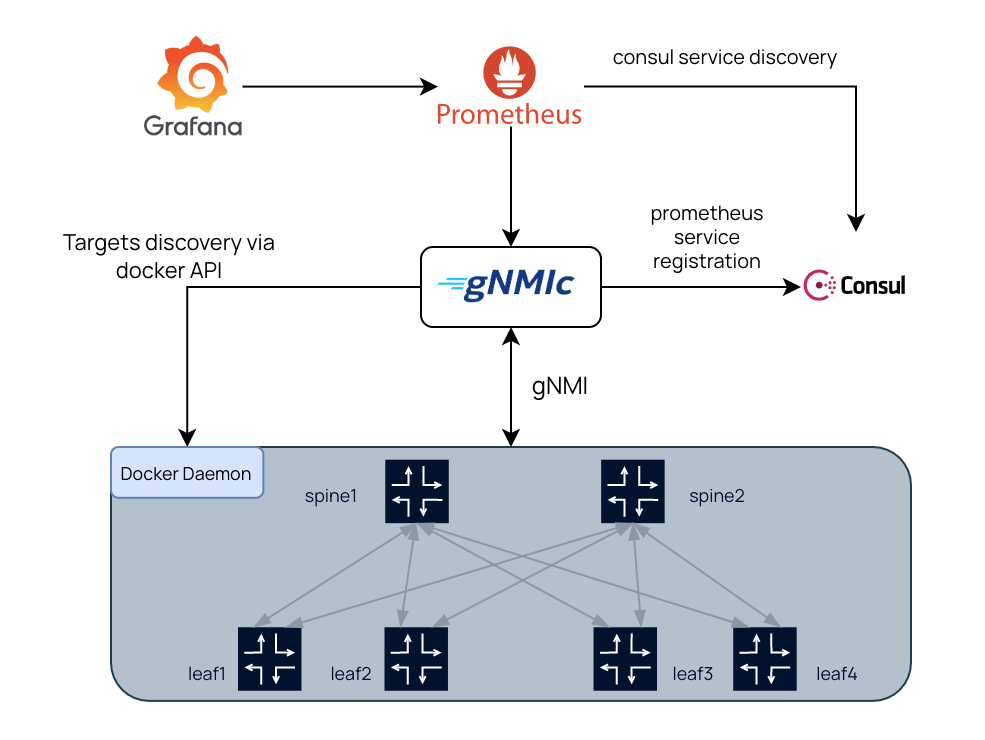 consul service discovery
Grafana
Prometheus
prometheus
service
registration
Targets discovery via
docker API
gNMIc
Consul
gNMI
Docker Daemon
spine1
spine2
leaf1
leaf2
leaf3
leaf4